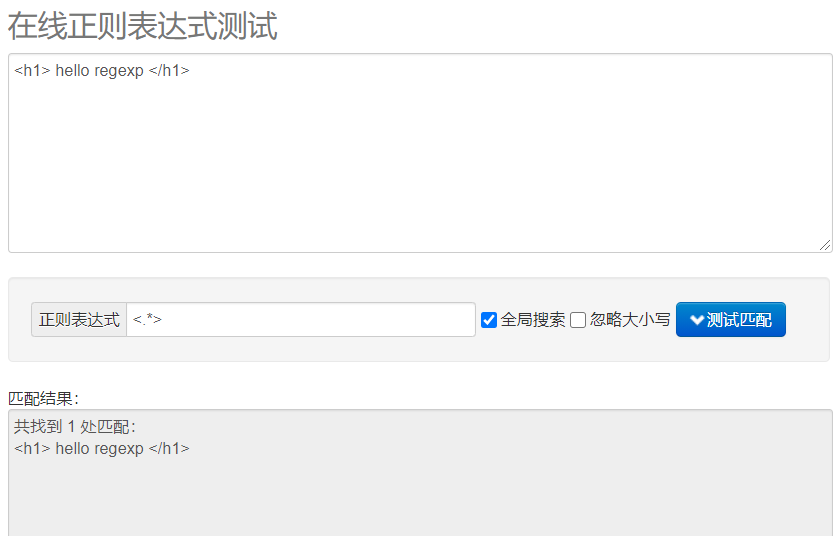 在线正则表达式测试
<h1> hello regexp </h1>
正则表达式 <.*> 全局搜索 忽略大小写 测试匹配
匹配结果：
共找到 1 处匹配：
<h1> hello regexp </h1>